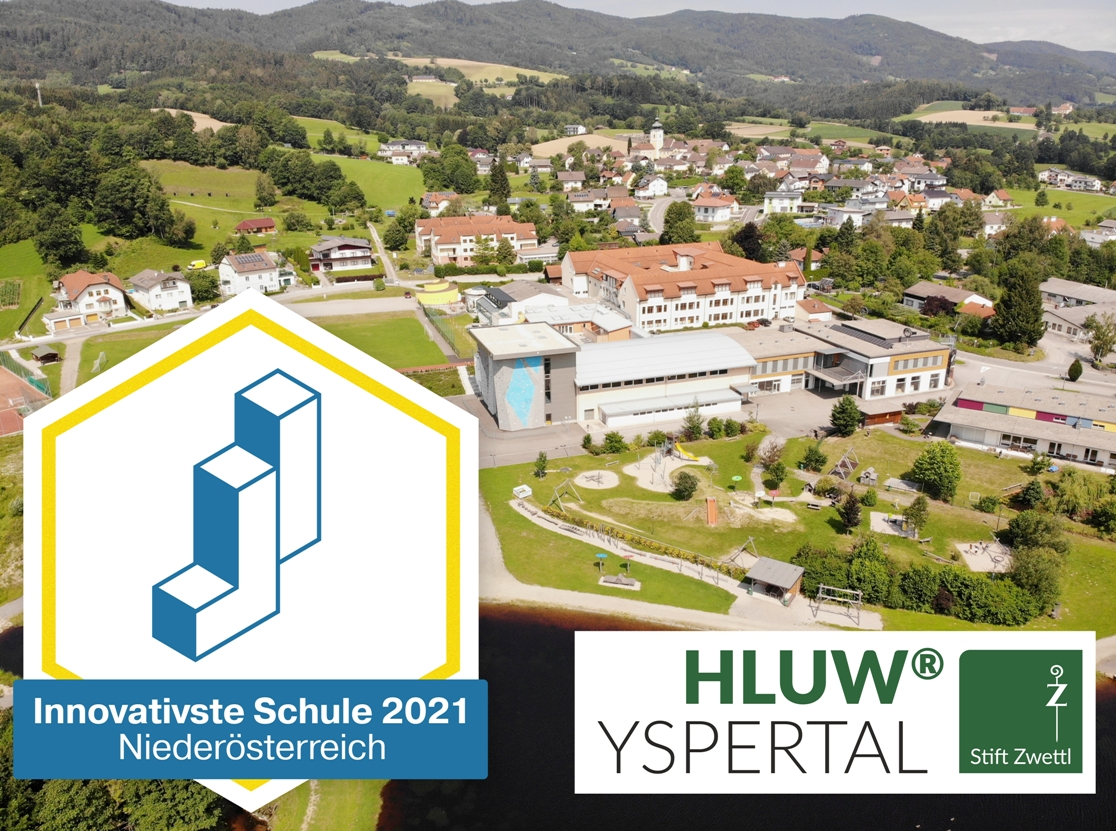 Innovativste Schule 2021
Niederösterreich
HLUW®
YSPERTAL
Z
Stift Zwettl